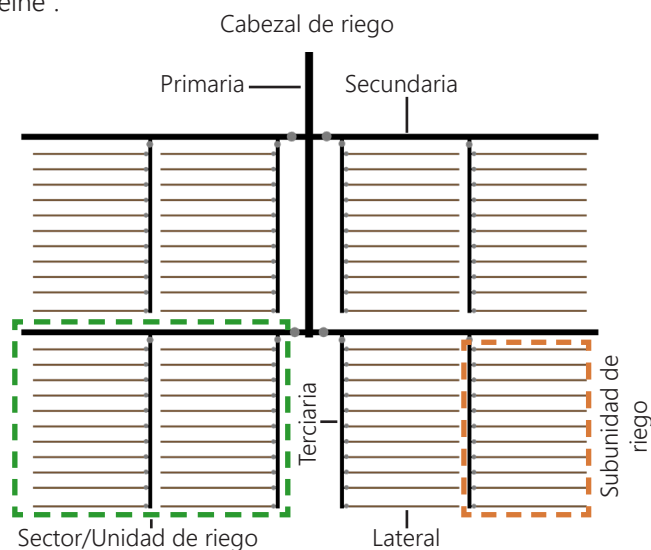 Cabezal de riego
Primaria
Secundaria
Terciaria
Subunidad de
riego
Sector/Unidad de riego
Lateral